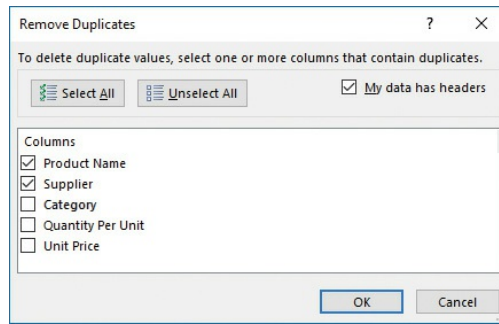 Remove Duplicates ? X
To delete duplicate values, select one or more columns that contain duplicates.
Select All Unselect All My data has headers
Columns
Product Name
Supplier
Category
Quantity Per Unit
Unit Price
OK Cancel